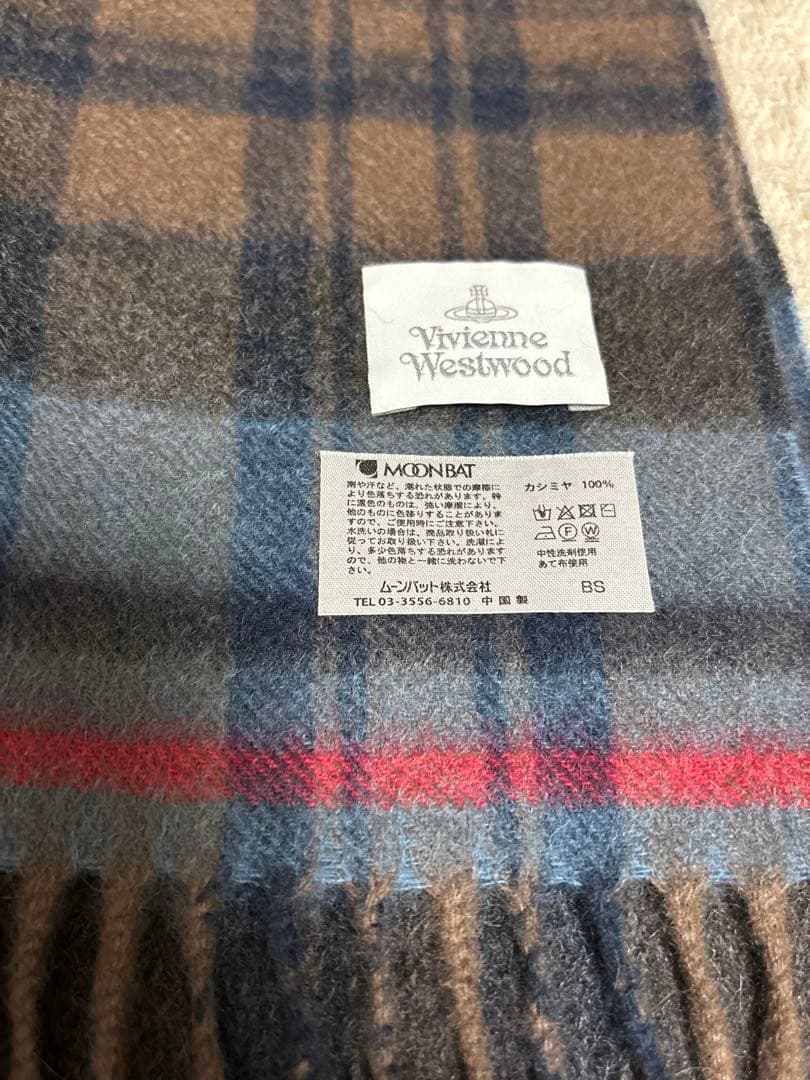 Vivienne
Westwood
MOONBAT
雨や汗など、濡れた状態での摩擦に
より色落ちする恐れがあります。特
に濃色のものは、強い摩擦により、
他のものに色移りすることがありま
すので、ご使用時にご注意下さい。
水洗いの場合は、商品取り扱い札に
従ってお取り扱い下さい。洗濯によ
り、多少色落ちする恐れがあります
ので、他の物と一緒に洗わないで下
さい。
カシミヤ 100%
F
W
中性洗剤使用
あて布使用
ムーンバット株式会社
TEL 03-3556-6810 中国製
BS